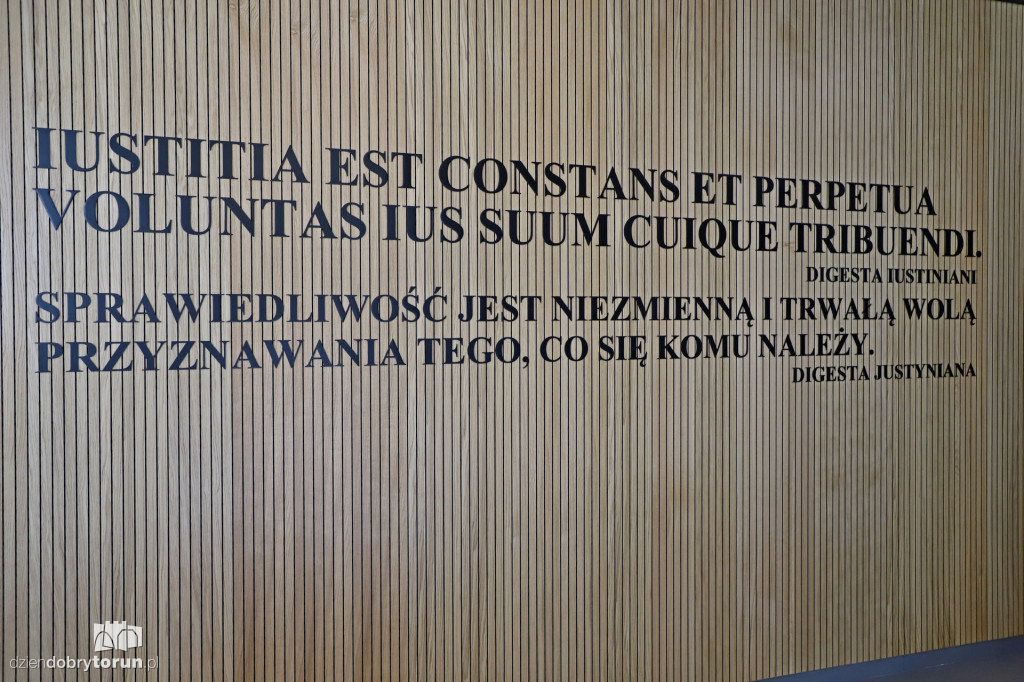 IUSTITIA EST CONSTANS ET PERPETUA
VOLUNTAS IUS SUUM CUIQUE TRIBUENDI.
DIGESTA IUSTINIANI
SPRAWIEDLIWOŚĆ JEST NIEZMIENNĄ I TRWAŁĄ WOLĄ
PRZYZNAWANIA TEGO, CO SIĘ KOMU NALEŻY.
DIGESTA JUSTYNIANA
dziendobrytorun.pl